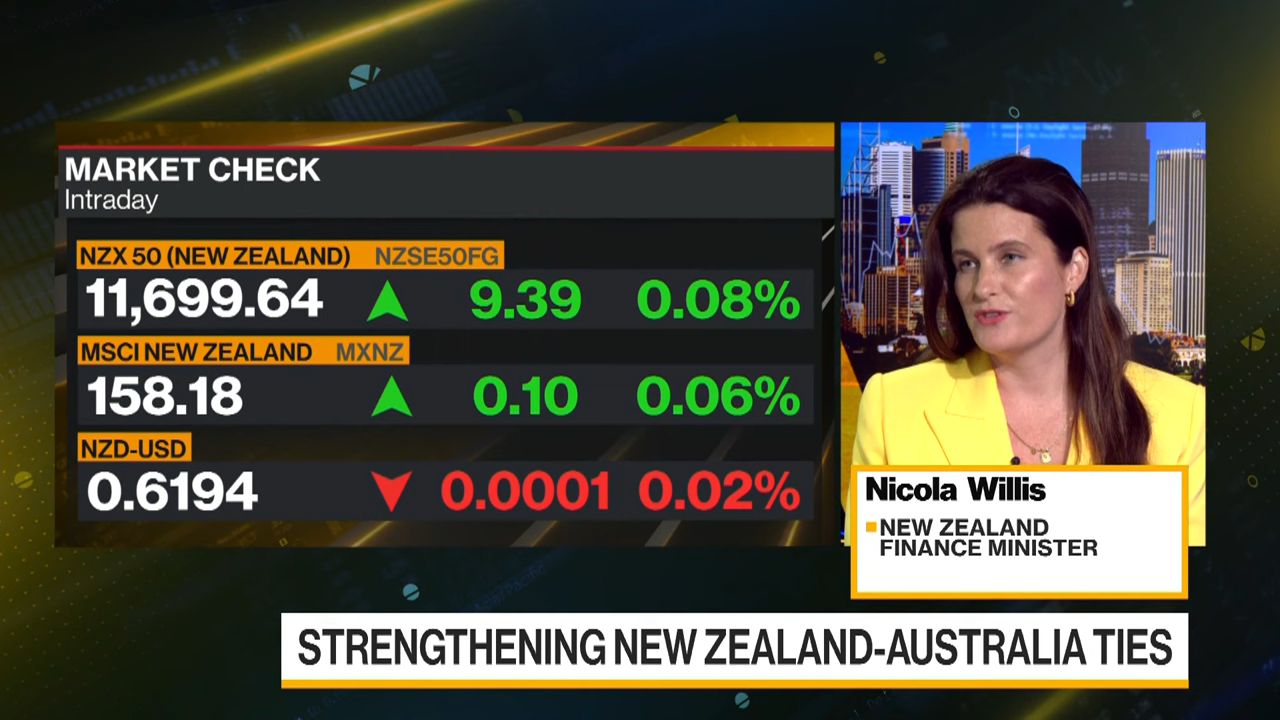 MARKET CHECK
Intraday
NZX 50 (NEW ZEALAND) NZSE50FG
11,699.64 ▲ 9.39 0.08%
MSCI NEW ZEALAND MXNZ
158.18 ▲ 0.10 0.06%
NZD-USD
0.6194 ▼ 0.0001 0.02%
Nicola Willis
NEW ZEALAND
FINANCE MINISTER
STRENGTHENING NEW ZEALAND-AUSTRALIA TIES